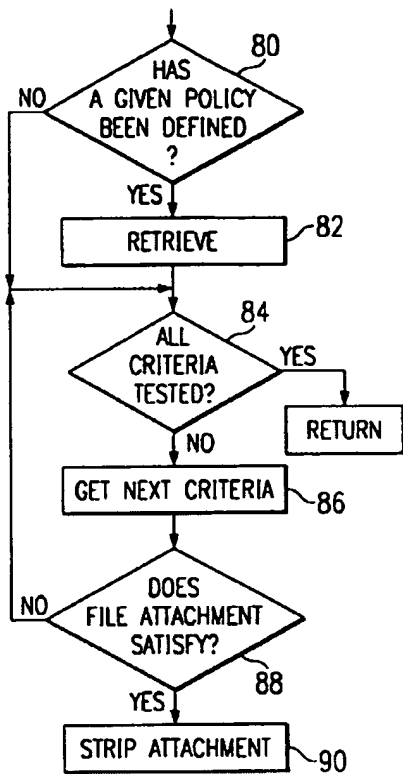 80
HAS
A GIVEN POLICY
BEEN DEFINED
?
NO
YES
RETRIEVE
82
84
ALL
CRITERIA
TESTED?
YES
RETURN
NO
GET NEXT CRITERIA
86
DOES
FILE ATTACHMENT
SATISFY?
NO
88
YES
STRIP ATTACHMENT
90